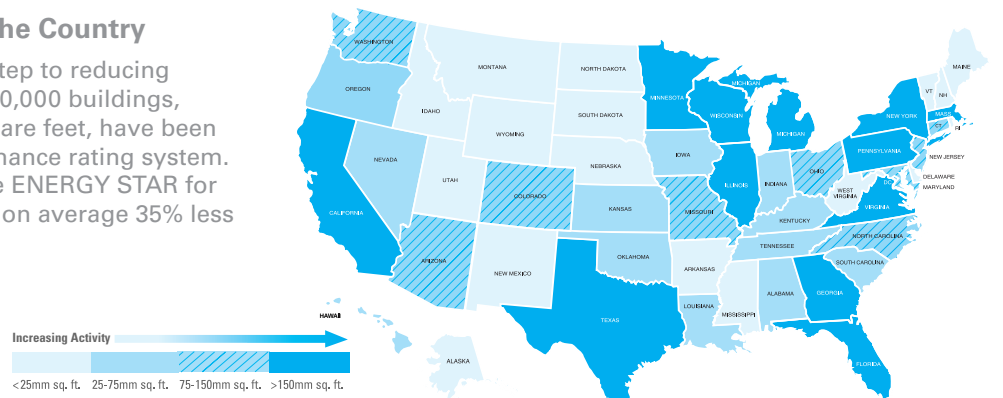 he Country
tep to reducing
0,000 buildings,
are feet, have been
nance rating system.
e ENERGY STAR for
on average 35% less
WASHINGTON
OREGON
CALIFORNIA
NEVADA
IDAHO
MONTANA
WYOMING
UTAH
ARIZONA
COLORADO
NEW MEXICO
NORTH DAKOTA
SOUTH DAKOTA
NEBRASKA
KANSAS
OKLAHOMA
TEXAS
MINNESOTA
IOWA
MISSOURI
ARKANSAS
LOUISIANA
WISCONSIN
ILLINOIS
MICHIGAN
MICHIGAN
INDIANA
OHIO
KENTUCKY
TENNESSEE
MISSISSIPPI
ALABAMA
GEORGIA
FLORIDA
SOUTH CAROLINA
NORTH CAROLINA
VIRGINIA
WEST
VIRGINIA
DC
PENNSYLVANIA
NEW YORK
VT
NH
MAINE
MASS
CT
RI
NEW JERSEY
DELAWARE
MARYLAND
HAWAII
ALASKA
Increasing Activity
<25mm sq. ft.
25-75mm sq. ft.
75-150mm sq. ft.
>150mm sq. ft.